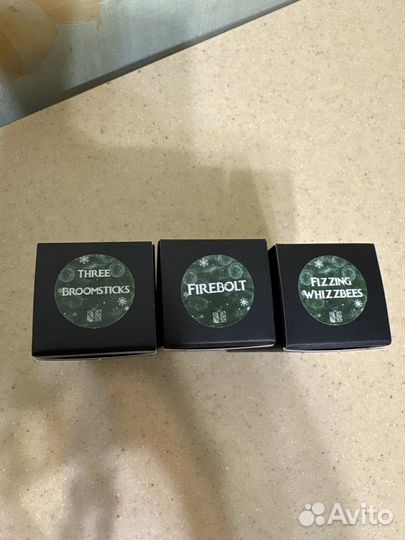 THREE
BROOMSTICKS
FIREBOLT
FIZZING
WHIZZBEES
Avito